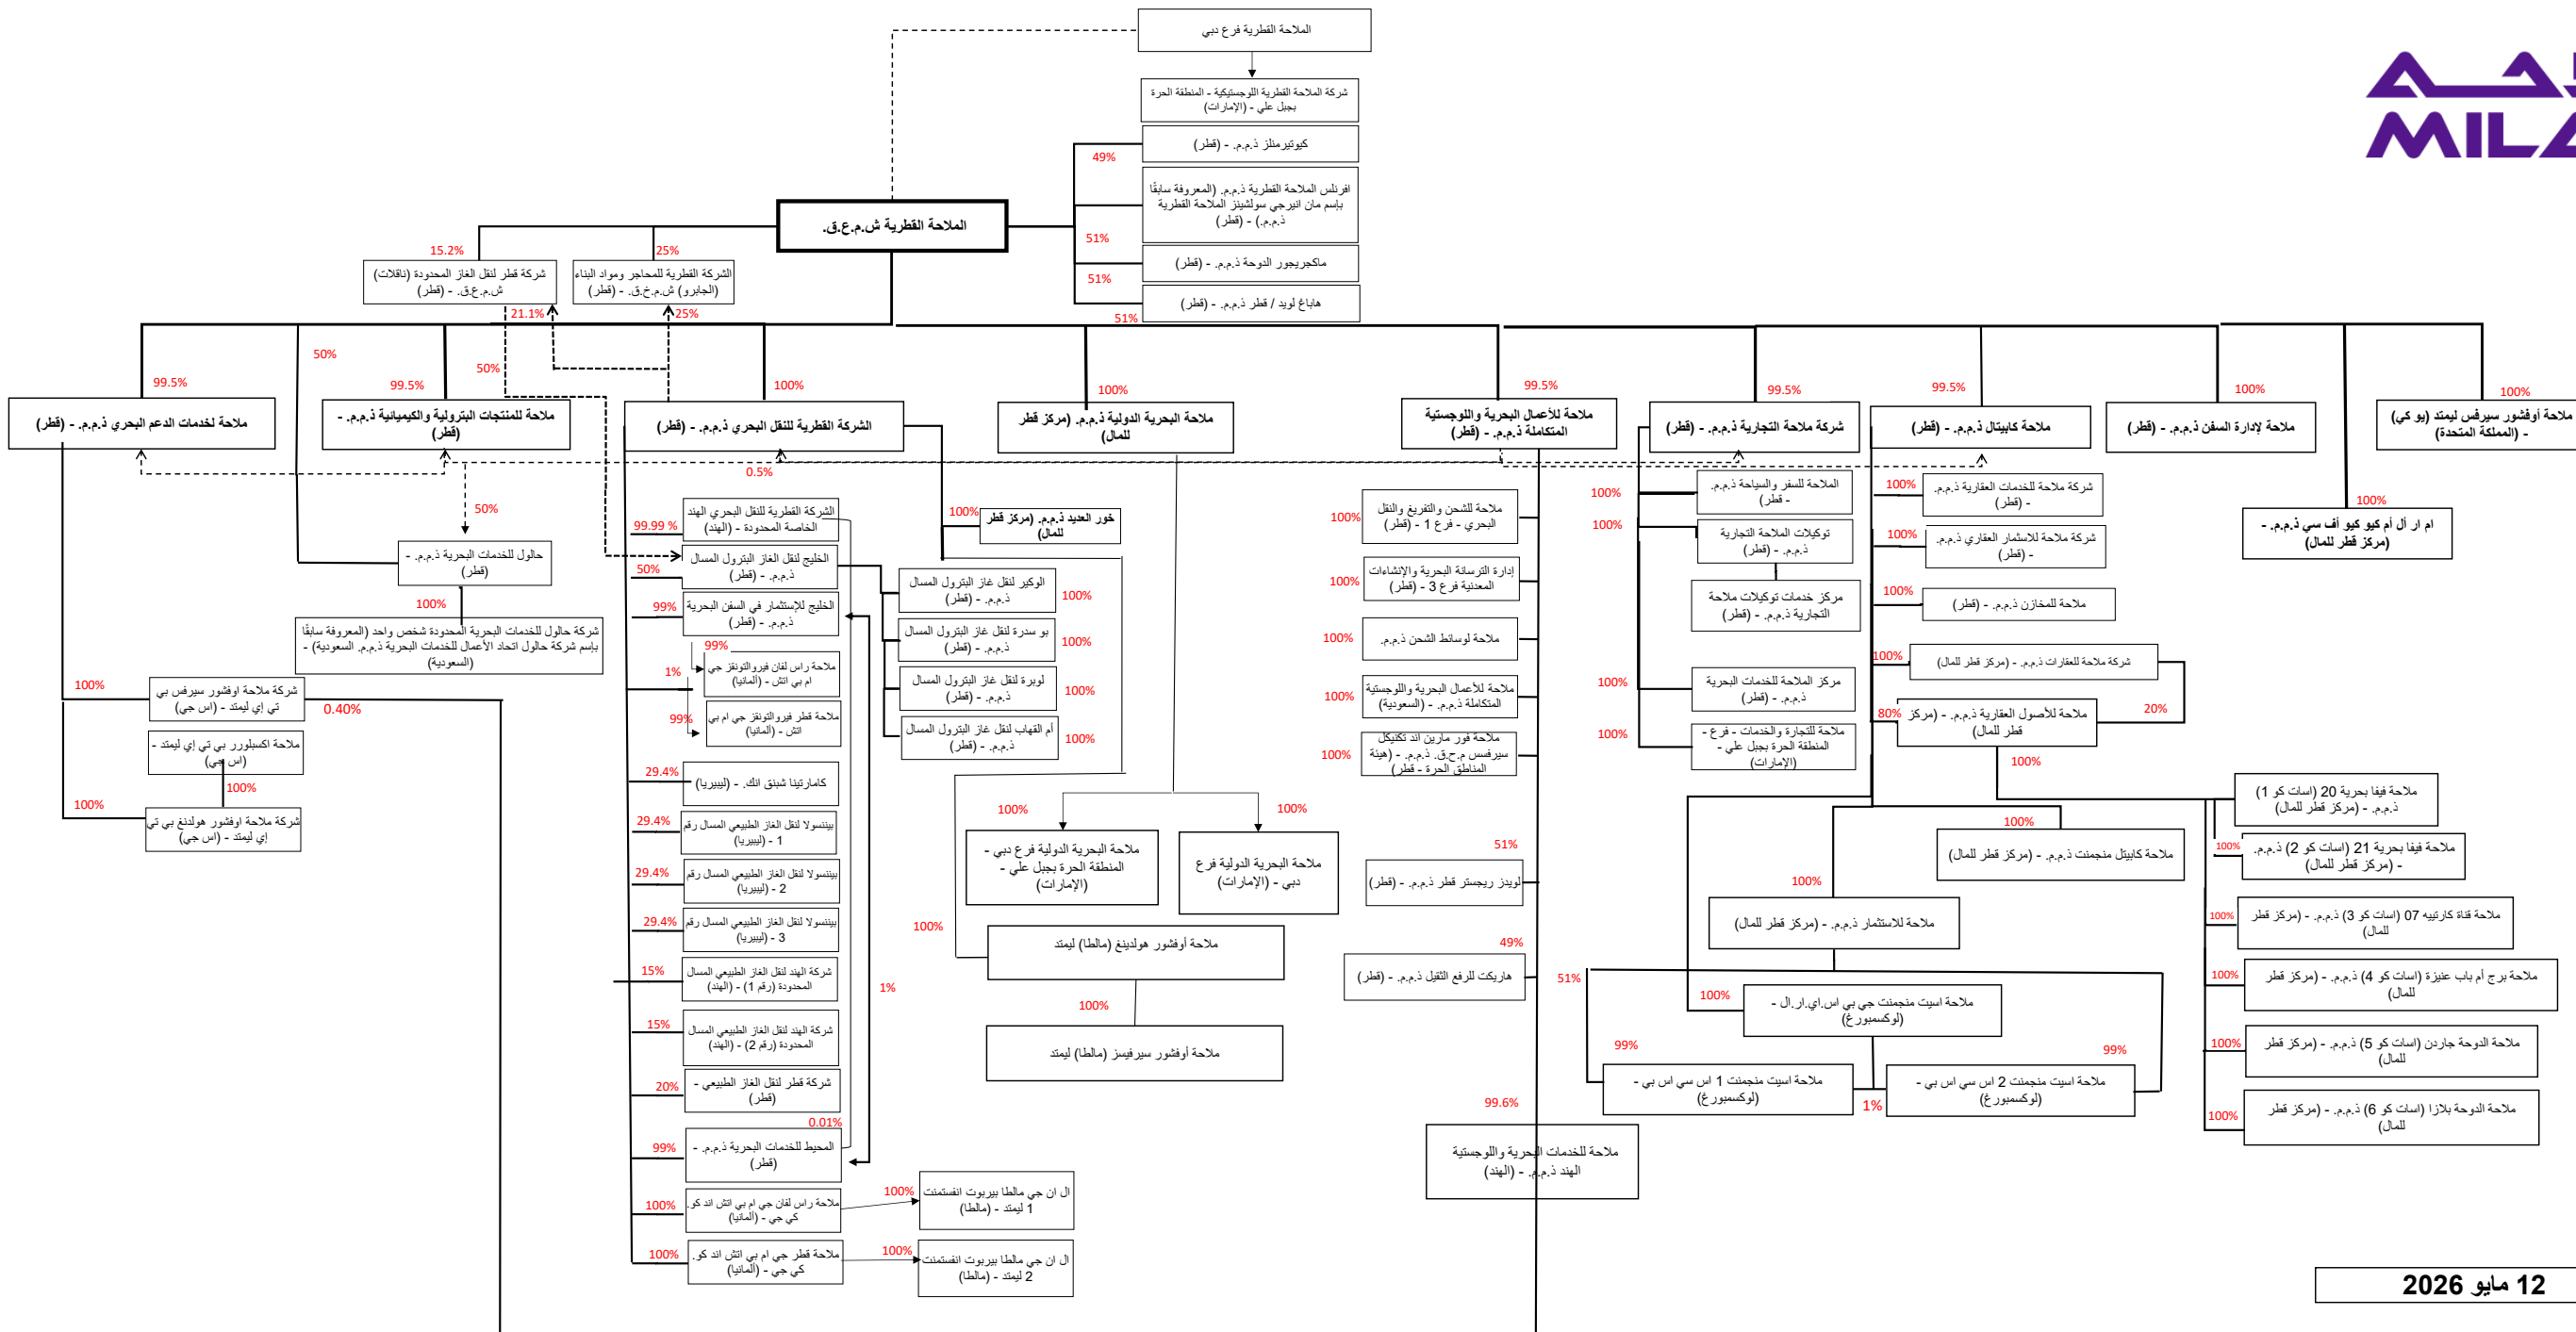 الملاحة القطرية فرع دبي
شركة الملاحة القطرية اللوجستيكية - المنطقة الحرة
بجبل علي - (الإمارات)
MILA
كيوتيرمنلز ذ.م.م. - (قطر)
49%
افرنلس الملاحة القطرية ذ.م.م. (المعروفة سابقًا
بإسم مان انيرجي سولشينز الملاحة القطرية
ذ.م.م.) - (قطر)
51%
ماكجريجور الدوحة ذ.م.م. - (قطر)
51%
هاباغ لويد / قطر ذ.م.م. - (قطر)
51%
الملاحة القطرية ش.م.ع.ق.
15.2%
25%
شركة قطر لنقل الغاز المحدودة (ناقلات)
ش.م.ع.ق. - (قطر)
الشركة القطرية للمحاجر ومواد البناء
(الجابرو) ش.م.خ.ق. - (قطر)
21.1%
25%
50%
50%
99.5%
99.5%
100%
100%
99.5%
99.5%
99.5%
100%
100%
ملاحة لخدمات الدعم البحري ذ.م.م. - (قطر)
ملاحة للمنتجات البترولية والكيميائية ذ.م.م. -
(قطر)
الشركة القطرية للنقل البحري ذ.م.م. - (قطر)
ملاحة البحرية الدولية ذ.م.م. (مركز قطر
للمال)
ملاحة للأعمال البحرية واللوجستية
المتكاملة ذ.م.م. - (قطر)
شركة ملاحة التجارية ذ.م.م. - (قطر)
ملاحة كابيتال ذ.م.م. - (قطر)
ملاحة لإدارة السفن ذ.م.م. - (قطر)
ملاحة أوفشور سيرفس ليمتد (يو كي)
- (المملكة المتحدة)
0.5%
100%
ام ار أل أم كيو كيو أف سي ذ.م.م. -
(مركز قطر للمال)
50%
حالول للخدمات البحرية ذ.م.م. -
(قطر)
100%
شركة حالول للخدمات البحرية المحدودة شخص واحد (المعروفة سابقًا
بإسم شركة حالول اتحاد الأعمال للخدمات البحرية ذ.م.م. السعودية) -
(السعودية)
100%
شركة ملاحة اوفشور سيرفس بي
تي إي ليمتد - (اس جي)
0.40%
ملاحة اكسبلورر بي تي إي ليمتد -
(اس جي)
100%
100%
شركة ملاحة اوفشور هولدنغ بي تي
إي ليمتد - (اس جي)
99.99 %
الشركة القطرية للنقل البحري الهند
الخاصة المحدودة - (الهند)
50%
الخليج لنقل الغاز البترول المسال
ذ.م.م. - (قطر)
99%
الخليج للإستثمار في السفن البحرية
ذ.م.م. - (قطر)
99%
1%
ملاحة راس لفان فيروالتونفز جي
ام بي اتش - (ألمانيا)
99%
ملاحة قطر فيروالتونفز جي ام بي
اتش - (ألمانيا)
29.4%
كامارتينا شبنق انك. - (ليبيريا)
29.4%
بيننسولا لنقل الغاز الطبيعي المسال رقم
1 - (ليبيريا)
29.4%
بيننسولا لنقل الغاز الطبيعي المسال رقم
2 - (ليبيريا)
29.4%
بيننسولا لنقل الغاز الطبيعي المسال رقم
3 - (ليبيريا)
15%
شركة الهند لنقل الغاز الطبيعي المسال
المحدودة (رقم 1) - (الهند)
15%
شركة الهند لنقل الغاز الطبيعي المسال
المحدودة (رقم 2) - (الهند)
20%
شركة قطر لنقل الغاز الطبيعي -
(قطر)
0.01%
99%
المحيط للخدمات البحرية ذ.م.م. -
(قطر)
1%
100%
ملاحة راس لفان جي ام بي اتش اند كو.
كي جي - (ألمانيا)
100%
ال ان جي مالطا بيربوت انفستمنت
1 ليمتد - (مالطا)
100%
ملاحة قطر جي ام بي اتش اند كو.
كي جي - (ألمانيا)
100%
ال ان جي مالطا بيربوت انفستمنت
2 ليمتد - (مالطا)
100%
خور العديد ذ.م.م. (مركز قطر
للمال)
الوكير لنقل غاز البترول المسال
ذ.م.م. - (قطر)
100%
بو سدرة لنقل غاز البترول المسال
ذ.م.م. - (قطر)
100%
لوبرة لنقل غاز البترول المسال
ذ.م.م. - (قطر)
100%
أم القهاب لنقل غاز البترول المسال
ذ.م.م. - (قطر)
100%
100%
ملاحة البحرية الدولية فرع دبي -
المنطقة الحرة بجبل علي -
(الإمارات)
100%
ملاحة البحرية الدولية فرع
دبي - (الإمارات)
100%
ملاحة أوفشور هولدينغ (مالطا) ليمتد
100%
ملاحة أوفشور سيرفيسز (مالطا) ليمتد
100%
ملاحة للشحن والتفريغ والنقل
البحري - فرع 1 - (قطر)
100%
إدارة الترسانة البحرية والإنشاءات
المعدنية فرع 3 - (قطر)
100%
ملاحة لوسائط الشحن ذ.م.م.
100%
ملاحة للأعمال البحرية واللوجستية
المتكاملة ذ.م.م. - (السعودية)
100%
ملاحة فور مارين اند تكنيكل
سيرفسس م.ح.ق. ذ.م.م. - (هيئة
المناطق الحرة - قطر)
51%
لويدز ريجستر قطر ذ.م.م. - (قطر)
49%
هاريكت للرفع الثقيل ذ.م.م. - (قطر)
99.6%
ملاحة للخدمات البحرية واللوجستية
الهند ذ.م.م. - (الهند)
100%
الملاحة للسفر والسياحة ذ.م.م.
- قطر)
100%
توكيلات الملاحة التجارية
ذ.م.م. - (قطر)
مركز خدمات توكيلات ملاحة
التجارية ذ.م.م. - (قطر)
100%
مركز الملاحة للخدمات البحرية
ذ.م.م. - (قطر)
100%
ملاحة للتجارة والخدمات - فرع -
المنطقة الحرة بجبل علي -
(الإمارات)
100%
شركة ملاحة للخدمات العقارية ذ.م.م.
- (قطر)
100%
شركة ملاحة للاسثمار العقاري ذ.م.م.
- (قطر)
100%
ملاحة للمخازن ذ.م.م. - (قطر)
100%
شركة ملاحة للعقارات ذ.م.م. - (مركز قطر للمال)
80%
ملاحة للأصول العقارية ذ.م.م. - (مركز
قطر للمال)
20%
100%
100%
ملاحة كابيتل منجمنت ذ.م.م. - (مركز قطر للمال)
100%
ملاحة للاستثمار ذ.م.م. - (مركز قطر للمال)
51%
100%
ملاحة اسيت منجمنت جي بي اس.اي.ار.ال -
(لوكسمبورغ)
99%
ملاحة اسيت منجمنت 1 اس سي اس بي -
(لوكسمبورغ)
1%
99%
ملاحة اسيت منجمنت 2 اس سي اس بي -
(لوكسمبورغ)
100%
ملاحة فيفا بحرية 20 (اسات كو 1)
ذ.م.م. - (مركز قطر للمال)
100%
ملاحة فيفا بحرية 21 (اسات كو 2) ذ.م.م.
- (مركز قطر للمال)
100%
ملاحة قناة كارتييه 07 (اسات كو 3) ذ.م.م. - (مركز قطر
للمال)
100%
ملاحة برج أم باب عنيزة (اسات كو 4) ذ.م.م. - (مركز قطر
للمال)
100%
ملاحة الدوحة جاردن (اسات كو 5) ذ.م.م. - (مركز قطر
للمال)
100%
ملاحة الدوحة بلازا (اسات كو 6) ذ.م.م. - (مركز قطر
للمال)
12 مايو 2026